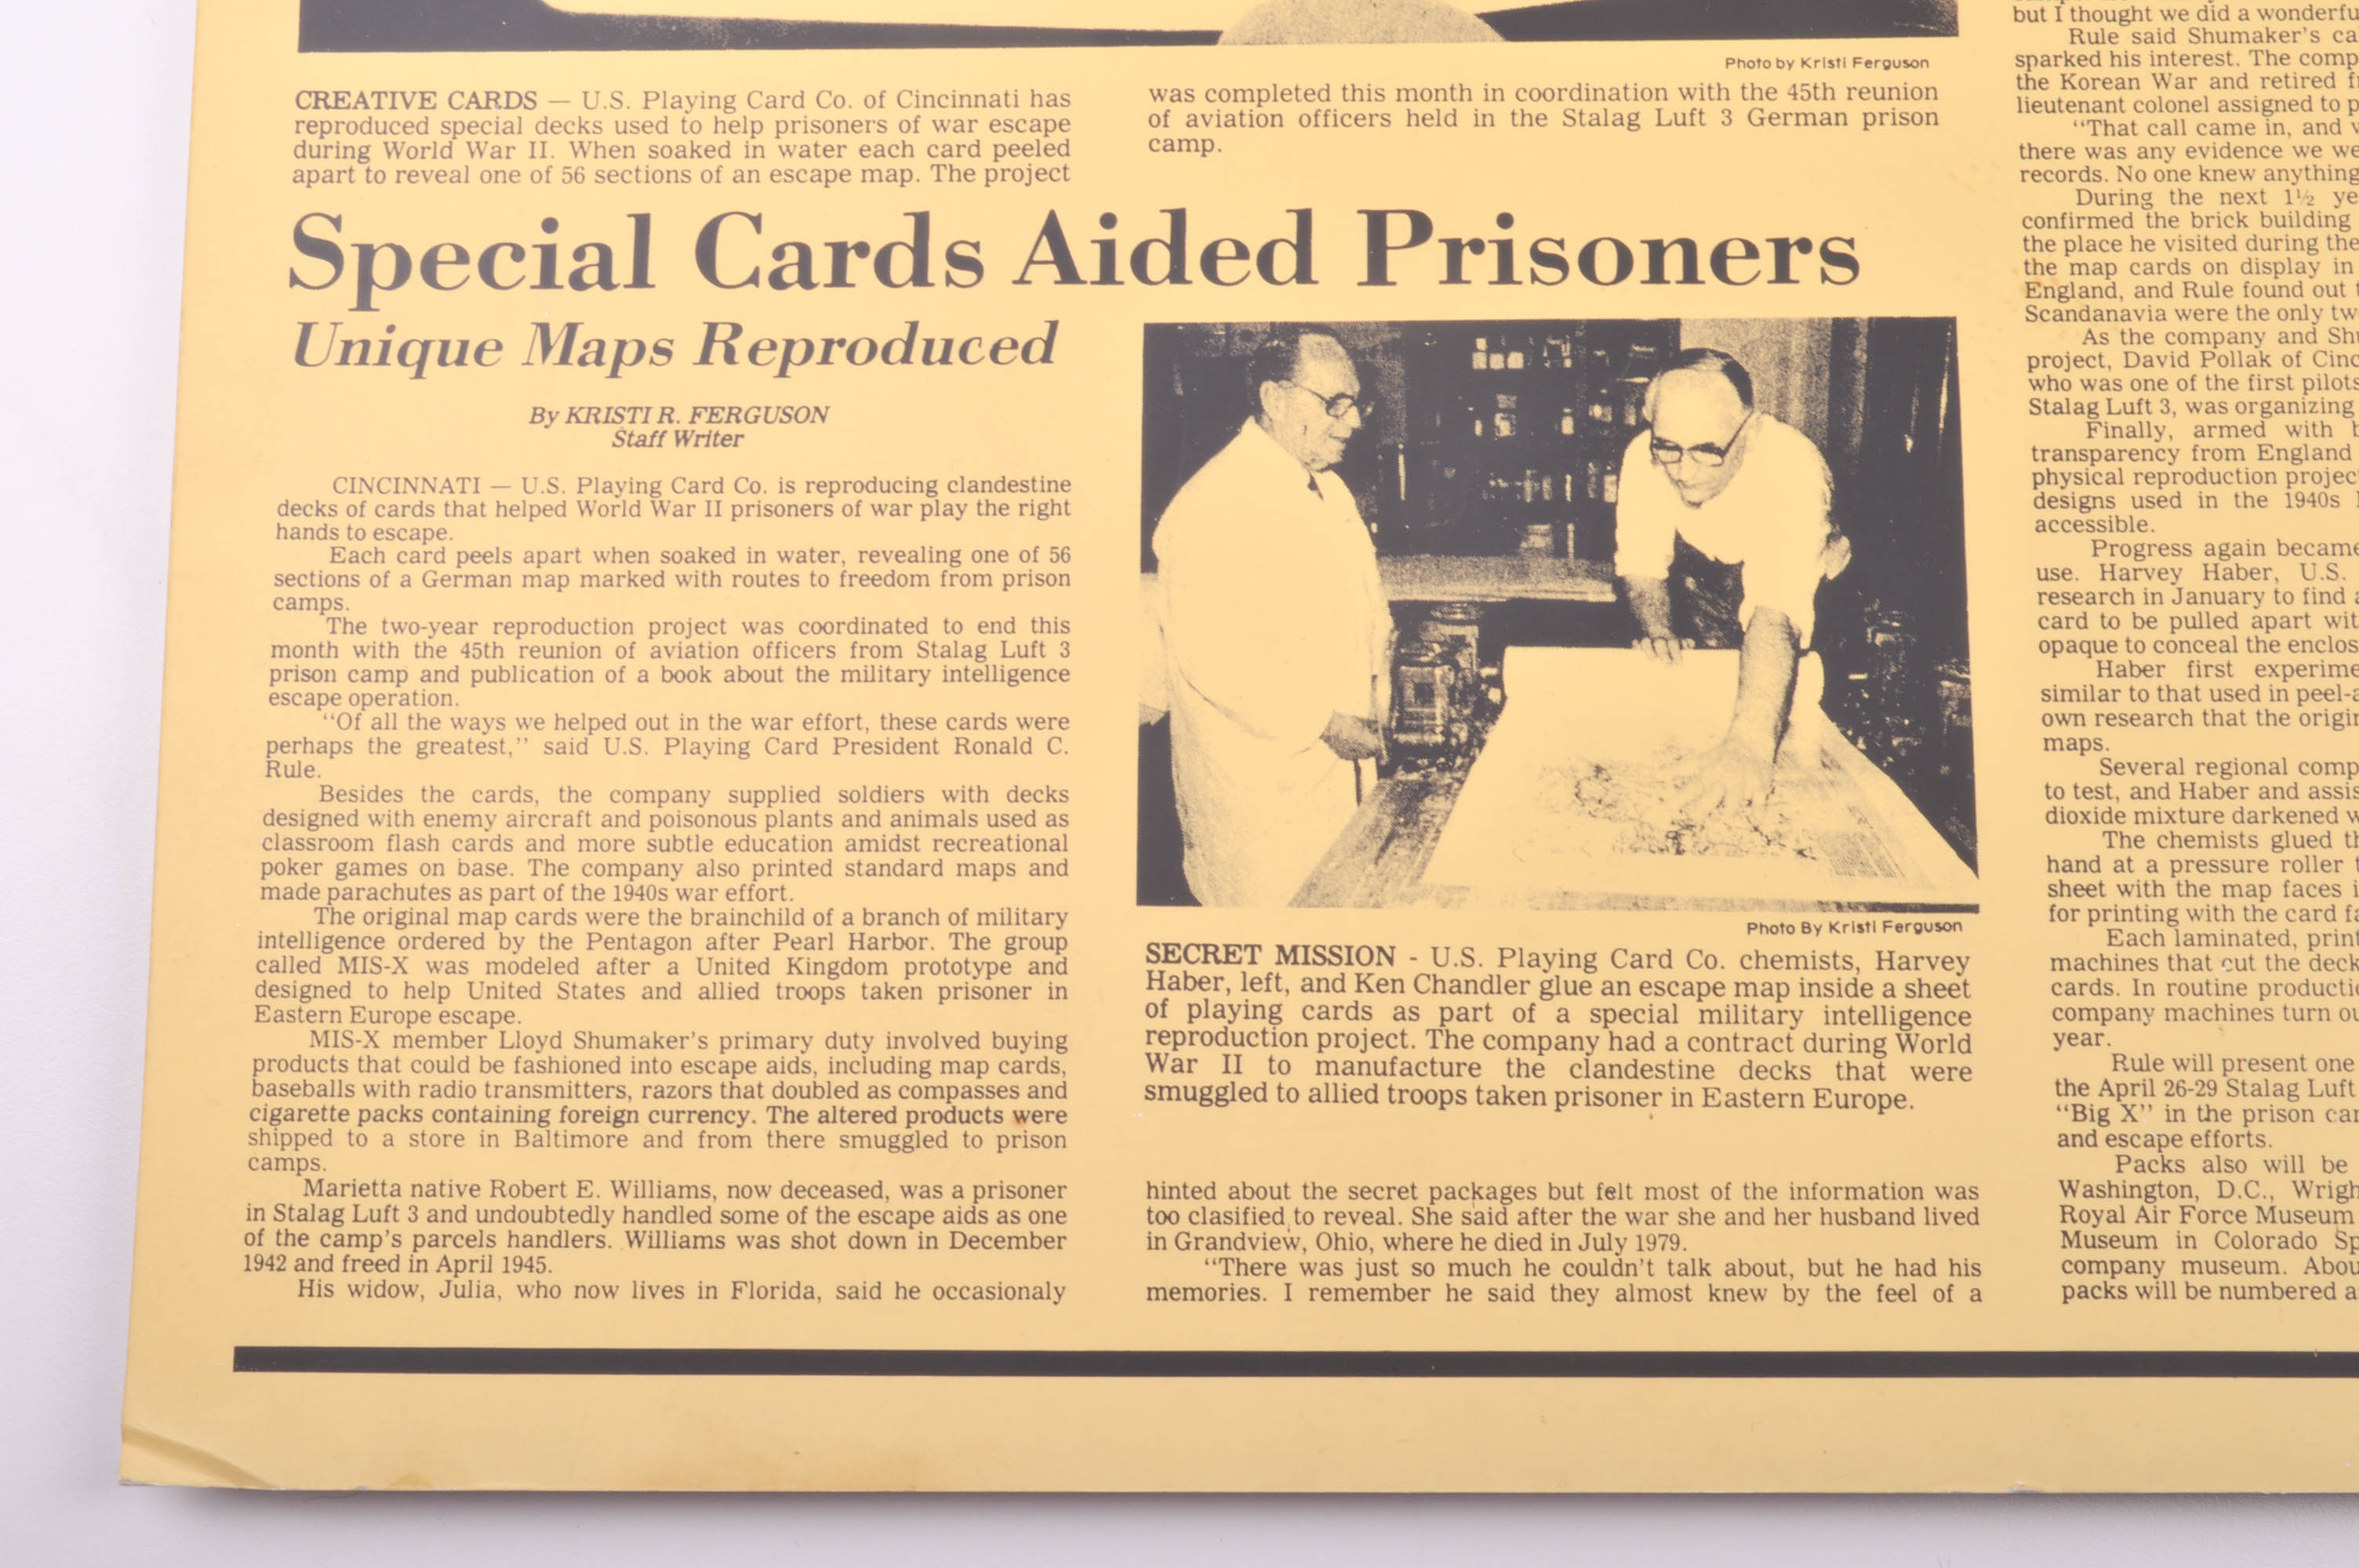 Photo by Kristi Ferguson
CREATIVE CARDS — U.S. Playing Card Co. of Cincinnati has
reproduced special decks used to help prisoners of war escape
during World War II. When soaked in water each card peeled
apart to reveal one of 56 sections of an escape map. The project
was completed this month in coordination with the 45th reunion
of aviation officers held in the Stalag Luft 3 German prison
camp.
Special Cards Aided Prisoners
Unique Maps Reproduced
By KRISTI R. FERGUSON
Staff Writer
CINCINNATI — U.S. Playing Card Co. is reproducing clandestine
decks of cards that helped World War II prisoners of war play the right
hands to escape.
Each card peels apart when soaked in water, revealing one of 56
sections of a German map marked with routes to freedom from prison
camps.
The two-year reproduction project was coordinated to end this
month with the 45th reunion of aviation officers from Stalag Luft 3
prison camp and publication of a book about the military intelligence
escape operation.
"Of all the ways we helped out in the war effort, these cards were
perhaps the greatest," said U.S. Playing Card President Ronald C.
Rule.
Besides the cards, the company supplied soldiers with decks
designed with enemy aircraft and poisonous plants and animals used as
classroom flash cards and more subtle education amidst recreational
poker games on base. The company also printed standard maps and
made parachutes as part of the 1940s war effort.
The original map cards were the brainchild of a branch of military
intelligence ordered by the Pentagon after Pearl Harbor. The group
called MIS-X was modeled after a United Kingdom prototype and
designed to help United States and allied troops taken prisoner in
Eastern Europe escape.
MIS-X member Lloyd Shumaker's primary duty involved buying
products that could be fashioned into escape aids, including map cards,
baseballs with radio transmitters, razors that doubled as compasses and
cigarette packs containing foreign currency. The altered products were
shipped to a store in Baltimore and from there smuggled to prison
camps.
Marietta native Robert E. Williams, now deceased, was a prisoner
in Stalag Luft 3 and undoubtedly handled some of the escape aids as one
of the camp's parcels handlers. Williams was shot down in December
1942 and freed in April 1945.
His widow, Julia, who now lives in Florida, said he occasionaly
Photo By Kristi Ferguson
SECRET MISSION - U.S. Playing Card Co. chemists, Harvey
Haber, left, and Ken Chandler glue an escape map inside a sheet
of playing cards as part of a special military intelligence
reproduction project. The company had a contract during World
War II to manufacture the clandestine decks that were
smuggled to allied troops taken prisoner in Eastern Europe.
hinted about the secret packages but felt most of the information was
too clasified to reveal. She said after the war she and her husband lived
in Grandview, Ohio, where he died in July 1979.
"There was just so much he couldn't talk about, but he had his
memories. I remember he said they almost knew by the feel of a
but I thought we did a
Rule said Shumaker's
sparked his interest. The
the Korean War and retired
lieutenant colonel assigned to
"That call came in, and
there was any evidence we
records. No one knew anything
During the next 1½
confirmed the brick building
the place he visited during the
the map cards on display in
England, and Rule found out
Scandanavia were the only
As the company and
project, David Pollak of
who was one of the first pilots
Stalag Luft 3, was organizing
Finally, armed with
transparency from England
physical reproduction
designs used in the 1940s
accessible.
Progress again became
use. Harvey Haber, U.S.
research in January to find
card to be pulled apart
opaque to conceal the
Haber first
similar to that used in
own research that the
maps.
Several regional
to test, and Haber and
dioxide mixture darkened
The chemists glued
hand at a pressure roller
sheet with the map faces
for printing with the card
Each laminated,
machines that cut the
cards. In routine
company machines turn
year.
Rule will present one
the April 26-29 Stalag Luft
"Big X" in the prison
and escape efforts.
Packs also will be
Washington, D.C.,
Royal Air Force Museum
Museum in Colorado
company museum.
packs will be numbered